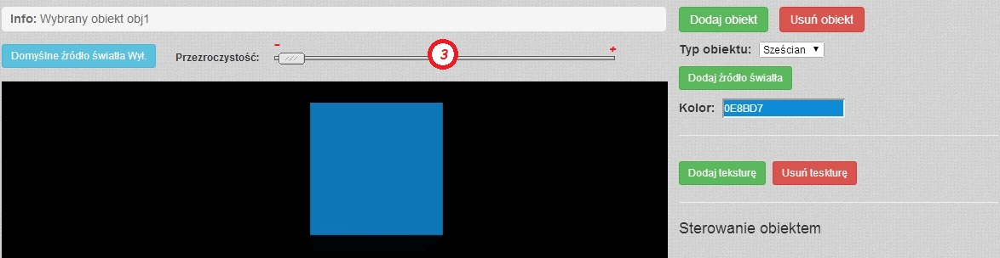 Info: Wybrany obiekt obj1
Domyślne źródło światła Wył.
Przezroczystość:
-
3
+
Dodaj obiekt
Usuń obiekt
Typ obiektu: Sześcian
Dodaj źródło światła
Kolor: 0E8BD7
Dodaj teksturę
Usuń teskturę
Sterowanie obiektem